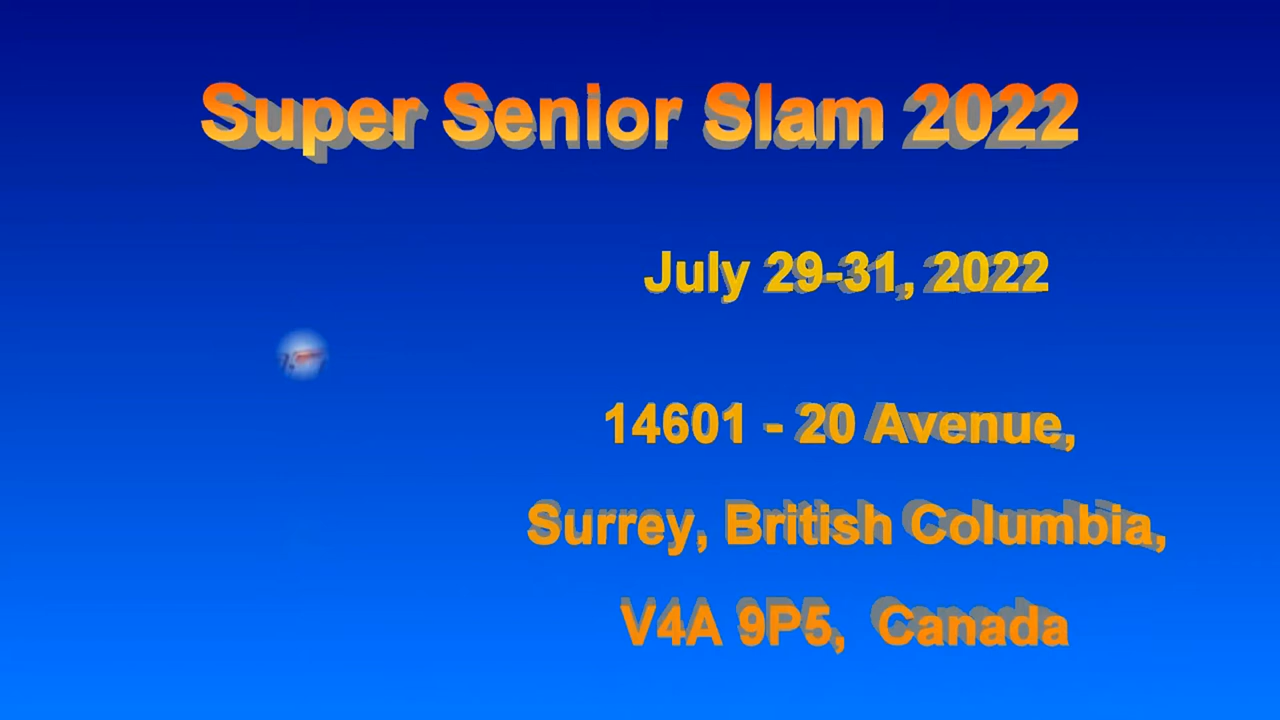 Super Senior Slam 2022
July 29-31, 2022
14601 - 20 Avenue,
Surrey, British Columbia,
V4A 9P5, Canada